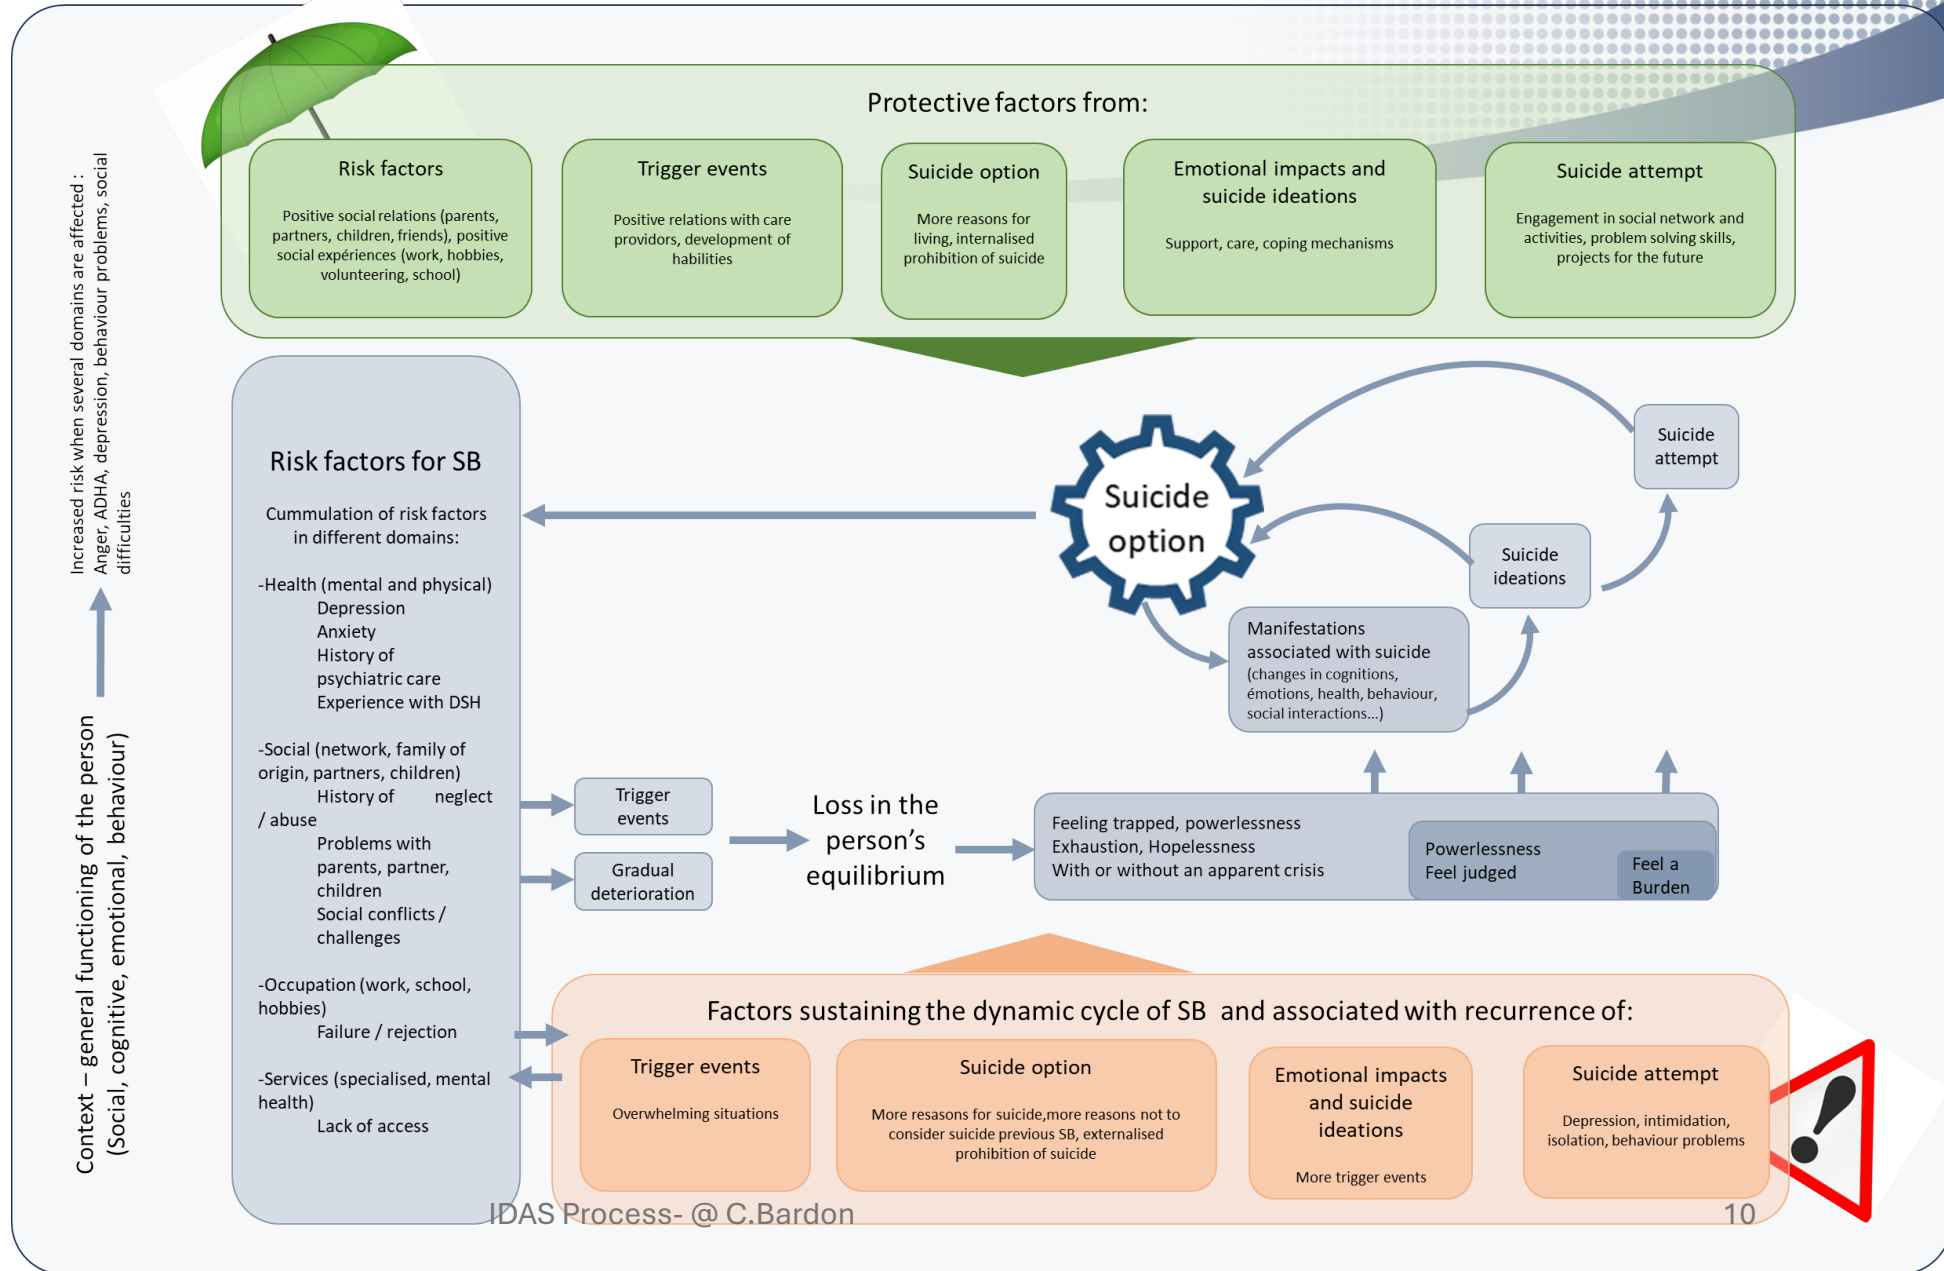 Protective factors from:
Risk factors
Positive social relations (parents,
partners, children, friends), positive
social expériences (work, hobbies,
volunteering, school)
Trigger events
Positive relations with care
providors, development of
habilities
Suicide option
More reasons for
living, internalised
prohibition of suicide
Emotional impacts and
suicide ideations
Support, care, coping mechanisms
Suicide attempt
Engagement in social network and
activities, problem solving skills,
projects for the future
Increased risk when several domains are affected :
Anger, ADHA, depression, behaviour problems, social
difficulties
Context – general functioning of the person
(Social, cognitive, emotional, behaviour)
Risk factors for SB
Cummulation of risk factors
in different domains:
-Health (mental and physical)
Depression
Anxiety
History of
psychiatric care
Experience with DSH
-Social (network, family of
origin, partners, children)
History of neglect
/ abuse
Problems with
parents, partner,
children
Social conflicts /
challenges
-Occupation (work, school,
hobbies)
Failure / rejection
-Services (specialised, mental
health)
Lack of access
Suicide
option
Suicide
attempt
Suicide
ideations
Manifestations
associated with suicide
(changes in cognitions,
émotions, health, behaviour,
social interactions...)
Trigger
events
Gradual
deterioration
Loss in the
person's
equilibrium
Feeling trapped, powerlessness
Exhaustion, Hopelessness
With or without an apparent crisis
Powerlessness
Feel judged
Feel a
Burden
Factors sustaining the dynamic cycle of SB and associated with recurrence of:
Trigger events
Overwhelming situations
Suicide option
More resasons for suicide,more reasons not to
consider suicide previous SB, externalised
prohibition of suicide
Emotional impacts
and suicide
ideations
More trigger events
Suicide attempt
Depression, intimidation,
isolation, behaviour problems
IDAS Process- @ C.Bardon
10